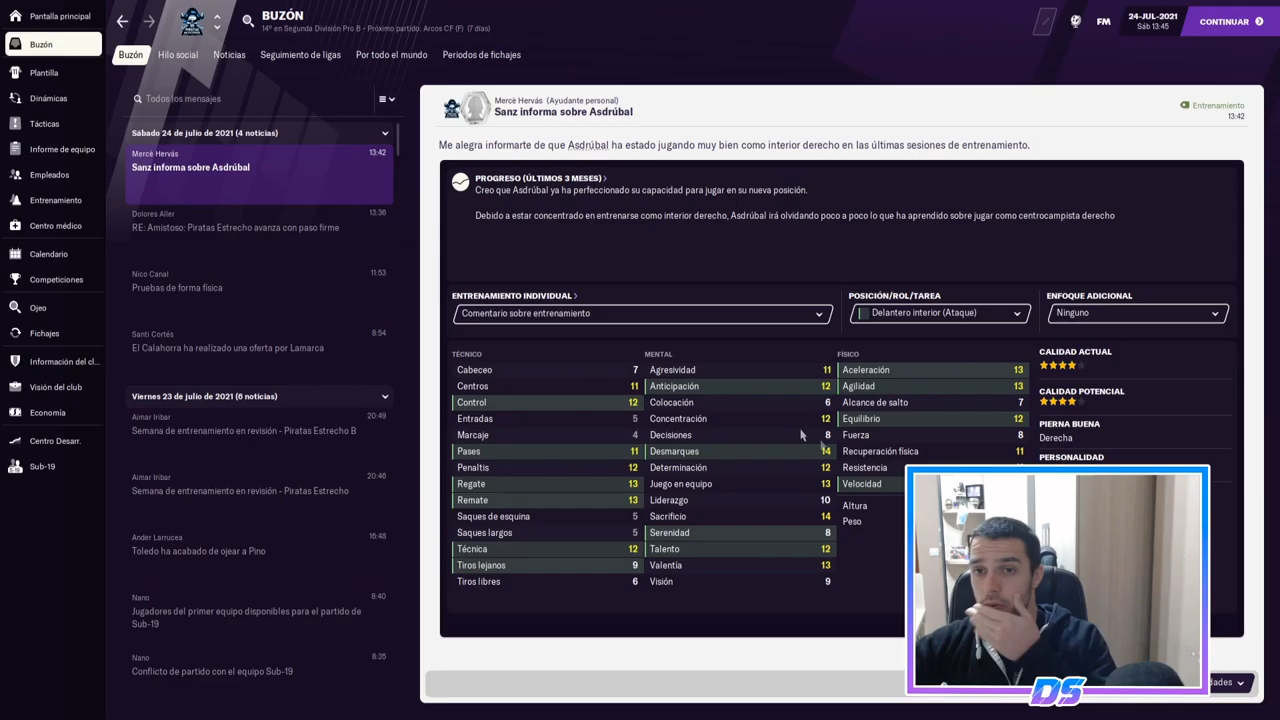 Pantalla principal
Buzón
Plantilla
Dinámicas
Tácticas
Informe de equipo
Empleados
Entrenamiento
Centro médico
Calendario
Competiciones
Ojeo
Fichajes
Información del cl...
Visión del club
Economía
Centro Desarr.
Sub-19
BUZÓN
14º en Segunda División Pro B - Próximo partido: Arcos CF (F) (7 días)
FM
24-JUL-2021
Sáb 13:45
CONTINUAR
Buzón
Hilo social
Noticias
Seguimiento de ligas
Por todo el mundo
Periodos de fichajes
Todos los mensajes
Sábado 24 de julio de 2021 (4 noticias)
Mercè Hervás 13:42
Sanz informa sobre Asdrúbal
Dolores Aller 13:36
RE: Amistoso: Piratas Estrecho avanza con paso firme
Nico Canal 11:53
Pruebas de forma física
Santi Cortés 8:54
El Calahorra ha realizado una oferta por Lamarca
Viernes 23 de julio de 2021 (6 noticias)
Aimar Iribar 20:49
Semana de entrenamiento en revisión - Piratas Estrecho B
Aimar Iribar 20:46
Semana de entrenamiento en revisión - Piratas Estrecho
Ander Larrucea 16:48
Toledo ha acabado de ojear a Pino
Nano 8:40
Jugadores del primer equipo disponibles para el partido de
Sub-19
Nano 8:35
Conflicto de partido con el equipo Sub-19
Mercè Hervás (Ayudante personal)
Sanz informa sobre Asdrúbal
Entrenamiento
13:42
Me alegra informarte de que Asdrúbal ha estado jugando muy bien como interior derecho en las últimas sesiones de entrenamiento.
PROGRESO (ÚLTIMOS 3 MESES)
Creo que Asdrúbal ya ha perfeccionado su capacidad para jugar en su nueva posición.
Debido a estar concentrado en entrenarse como interior derecho, Asdrúbal irá olvidando poco a poco lo que ha aprendido sobre jugar como centrocampista derecho
ENTRENAMIENTO INDIVIDUAL
Comentario sobre entrenamiento
POSICIÓN/ROL/TAREA
Delantero interior (Ataque)
ENFOQUE ADICIONAL
Ninguno
TÉCNICO
Cabeceo 7
Centros 11
Control 12
Entradas 5
Marcaje 4
Pases 11
Penaltis 12
Regate 13
Remate 13
Saques de esquina 5
Saques largos 5
Técnica 12
Tiros lejanos 9
Tiros libres 6
MENTAL
Agresividad 11
Anticipación 12
Colocación 6
Concentración 12
Decisiones 8
Desmarques 14
Determinación 12
Juego en equipo 13
Liderazgo 10
Sacrificio 14
Serenidad 8
Talento 12
Valentía 13
Visión 9
FÍSICO
Aceleración 13
Agilidad 13
Alcance de salto 7
Equilibrio 12
Fuerza 8
Recuperación física 11
Resistencia
Velocidad
Altura
Peso
CALIDAD ACTUAL
CALIDAD POTENCIAL
PIERNA BUENA
Derecha
PERSONALIDAD
DS